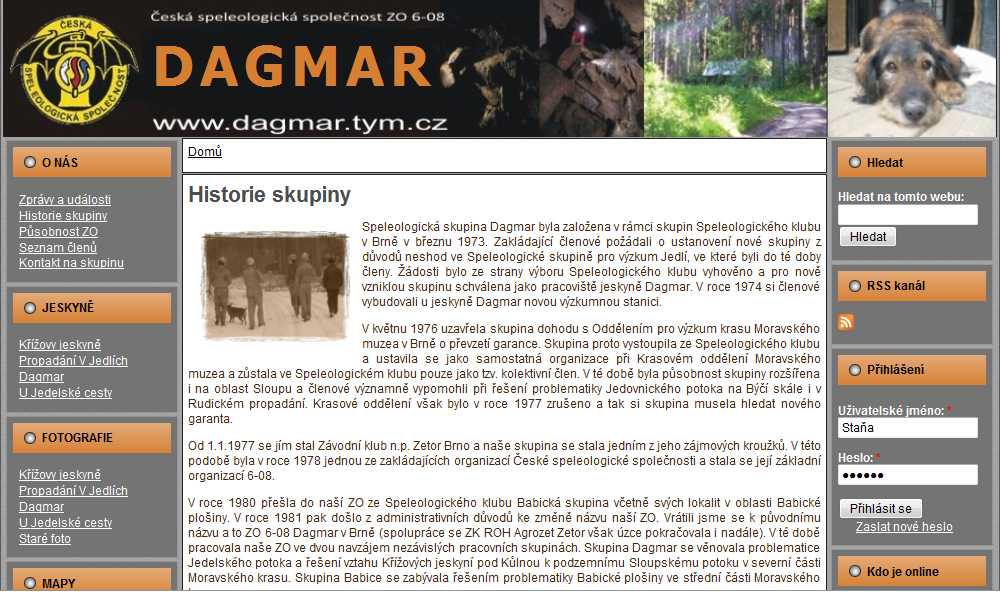 Česká speleologická společnost ZO 6-08
DAGMAR
www.dagmar.tym.cz
ČESKÁ
SPELEOLOGICKÁ SPOLEČNOST
O NÁS
Zprávy a události
Historie skupiny
Působnost ZO
Seznam členů
Kontakt na skupinu
JESKYNĚ
Křížovy jeskyně
Propadání V Jedlích
Dagmar
U Jedelské cesty
FOTOGRAFIE
Křížovy jeskyně
Propadání V Jedlích
Dagmar
U Jedelské cesty
Staré foto
MAPY
Domů
Historie skupiny
Speleologická skupina Dagmar byla založena v rámci skupin Speleologického klubu
v Brně v březnu 1973. Zakládající členové požádali o ustanovení nové skupiny z
důvodů neshod ve Speleologické skupině pro výzkum Jedlí, ve které byli do té doby
členy. Žádosti bylo ze strany výboru Speleologického klubu vyhověno a pro nově
vzniklou skupinu schválena jako pracoviště jeskyně Dagmar. V roce 1974 si členové
vybudovali u jeskyně Dagmar novou výzkumnou stanici.
V květnu 1976 uzavřela skupina dohodu s Oddělením pro výzkum krasu Moravského
muzea v Brně o převzetí garance. Skupina proto vystoupila ze Speleologického klubu
a ustavila se jako samostatná organizace při Krasovém oddělení Moravského
muzea a zůstala ve Speleologickém klubu pouze jako tzv. kolektivní člen. V té době byla působnost skupiny rozšířena
i na oblast Sloupu a členové významně vypomohli při řešení problematiky Jedovnického potoka na Býčí skále i v
Rudickém propadání. Krasové oddělení však bylo v roce 1977 zrušeno a tak si skupina musela hledat nového
garanta.
Od 1.1.1977 se jím stal Závodní klub n.p. Zetor Brno a naše skupina se stala jedním z jeho zájmových kroužků. V této
podobě byla v roce 1978 jednou ze zakládajících organizací České speleologické společnosti a stala se její základní
organizací 6-08.
V roce 1980 přešla do naší ZO ze Speleologického klubu Babická skupina včetně svých lokalit v oblasti Babické
plošiny. V roce 1981 pak došlo z administrativních důvodů ke změně názvu naší ZO. Vrátili jsme se k původnímu
názvu a to ZO 6-08 Dagmar v Brně (spolupráce se ZK ROH Agrozet Zetor však úzce pokračovala i nadále). V té době
pracovala naše ZO ve dvou navzájem nezávislých pracovních skupinách. Skupina Dagmar se věnovala problematice
Jedelského potoka a řešení vztahu Křížových jeskyní pod Kůlnou k podzemnímu Sloupskému potoku v severní části
Moravského krasu. Skupina Babice se zabývala řešením problematiky Babické plošiny ve střední části Moravského
Hledat
Hledat na tomto webu:
Hledat
RSS kanál
Přihlášení
Uživatelské jméno: *
Staňa
Heslo: *
●●●●●●
Přihlásit se
Zaslat nové heslo
Kdo je online